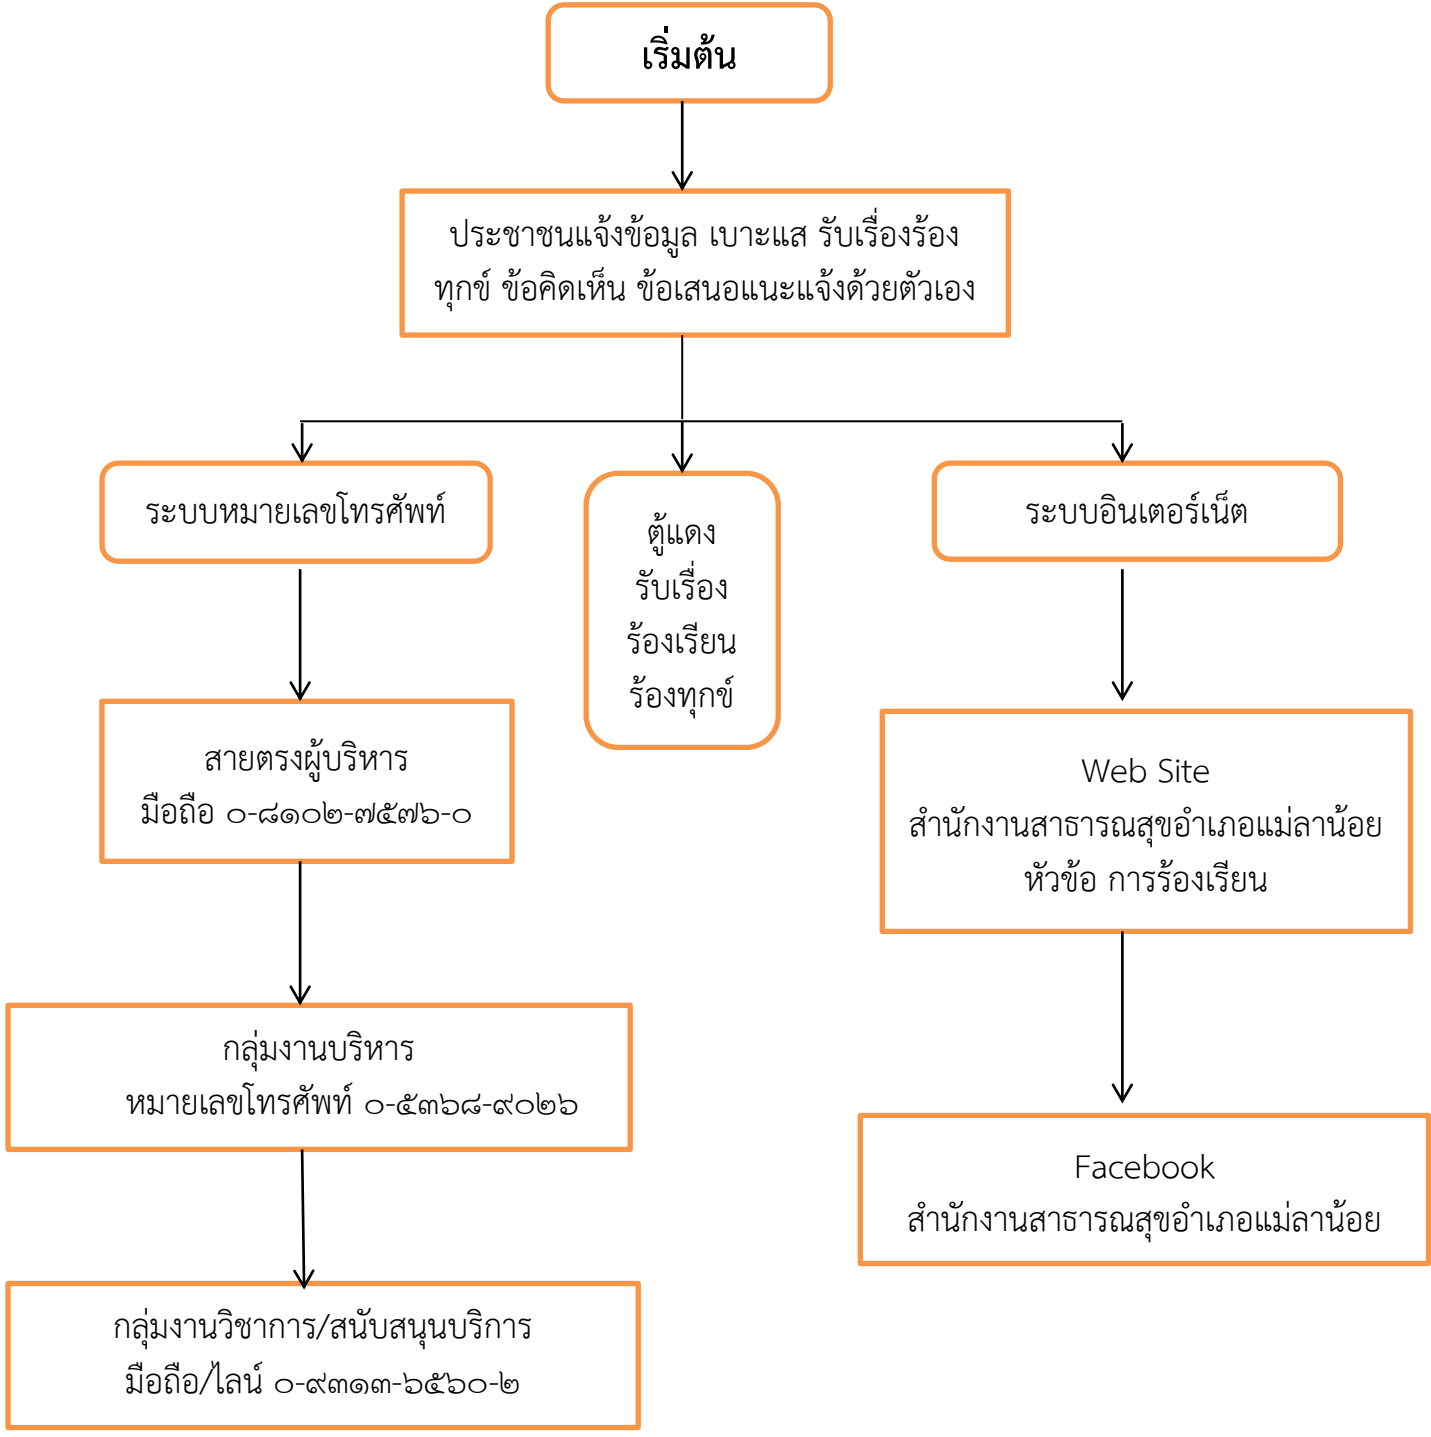 เริ่มต้น
ประชาชนแจ้งข้อมูล เบาะแส รับเรื่องร้อง
ทุกข์ ข้อคิดเห็น ข้อเสนอแนะแจ้งด้วยตัวเอง
ระบบหมายเลขโทรศัพท์
ตู้แดง
รับเรื่อง
ร้องเรียน
ร้องทุกข์
ระบบอินเตอร์เน็ต
สายตรงผู้บริหาร
มือถือ ๐-๘๑๐๒-๗๕๗๖-๐
Web Site
สำนักงานสาธารณสุขอำเภอแม่ลาน้อย
หัวข้อ การร้องเรียน
กลุ่มงานบริหาร
หมายเลขโทรศัพท์ ๐-๕๓๖๘-๙๐๒๖
Facebook
สำนักงานสาธารณสุขอำเภอแม่ลาน้อย
กลุ่มงานวิชาการ/สนับสนุนบริการ
มือถือ/ไลน์ ๐-๙๓๑๓-๖๕๖๐-๒